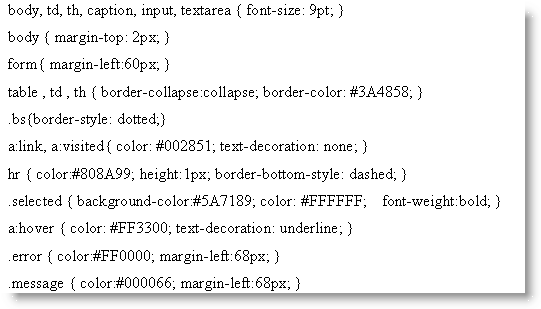 body, td, th, caption, input, textarea { font-size: 9pt; }
body { margin-top: 2px; }
form{ margin-left:60px; }
table , td , th { border-collapse:collapse; border-color: #3A4858; }
.bs{border-style: dotted;}
a:link, a:visited{ color: #002851; text-decoration: none; }
hr { color:#808A99; height:1px; border-bottom-style: dashed; }
.selected { background-color:#5A7189; color: #FFFFFF;    font-weight:bold; }
a:hover { color: #FF3300; text-decoration: underline; }
.error { color:#FF0000; margin-left:68px; }
.message { color:#000066; margin-left:68px; }